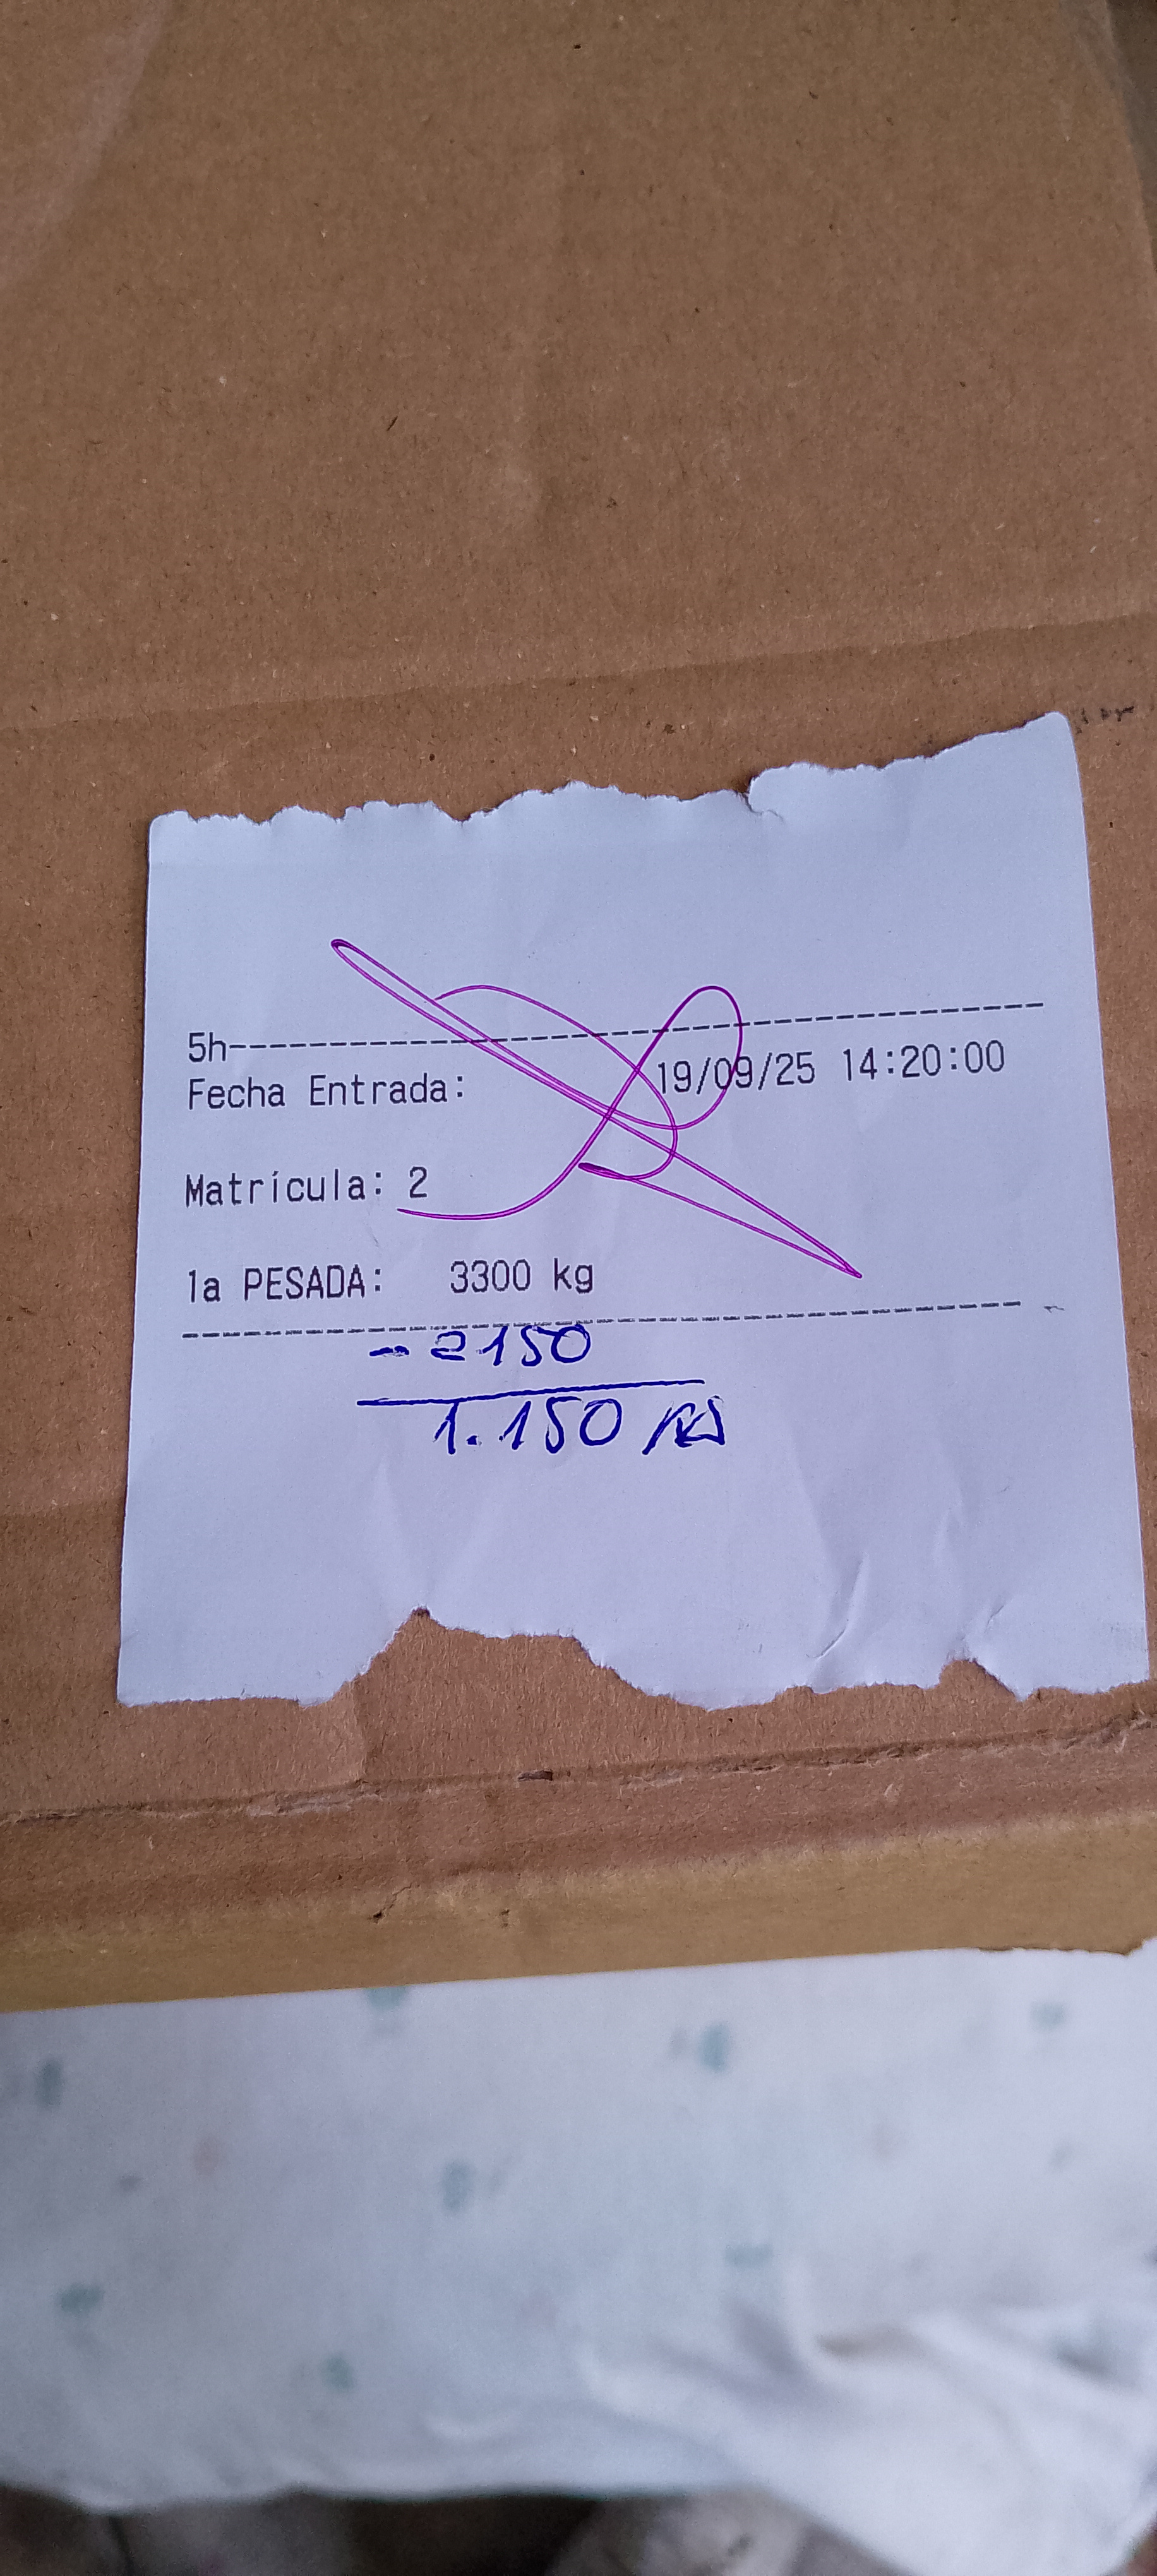 5h--------------------------------------------------
Fecha Entrada: 19/09/25 14:20:00
Matrícula: 2
1a PESADA: 3300 kg
- 2150
1.150